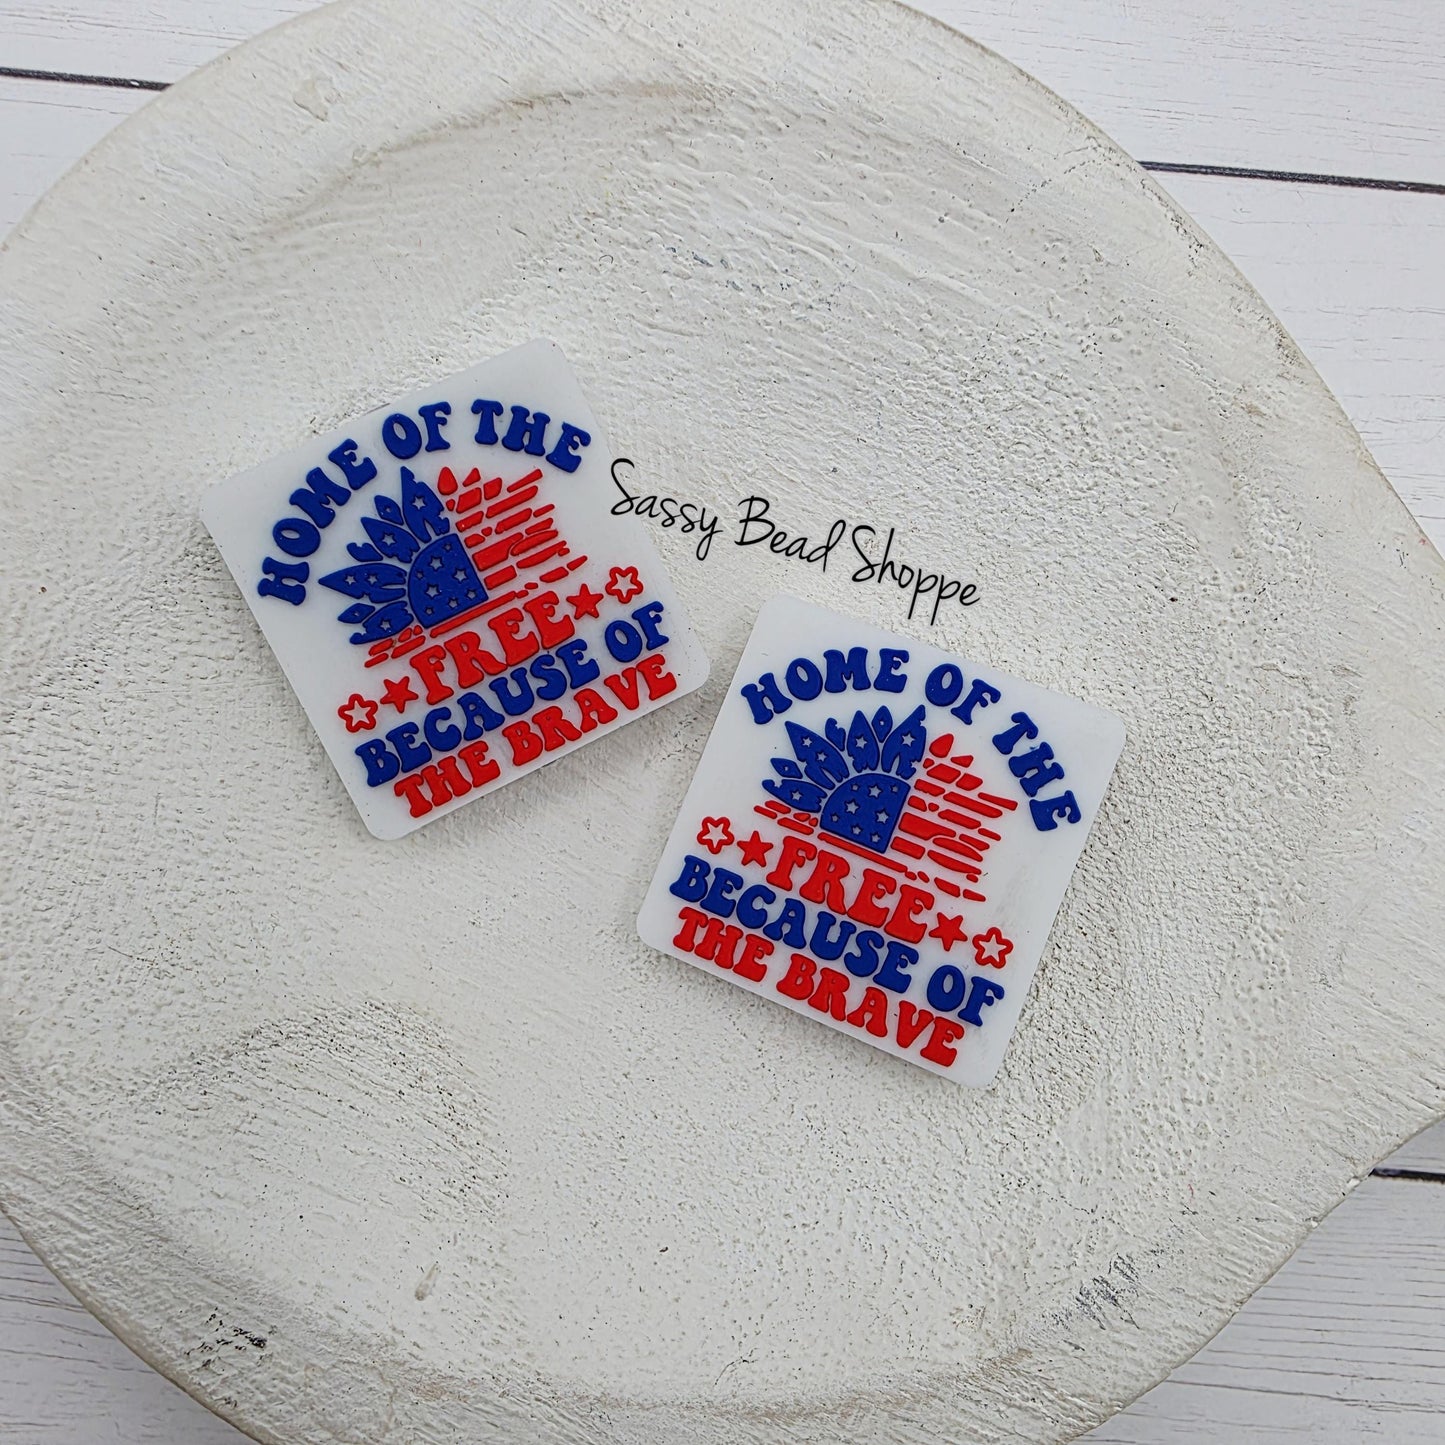 HOME OF THE
FREE
BECAUSE OF
THE BRAVE
Sassy Bead Shoppe
HOME OF THE
FREE
BECAUSE OF
THE BRAVE